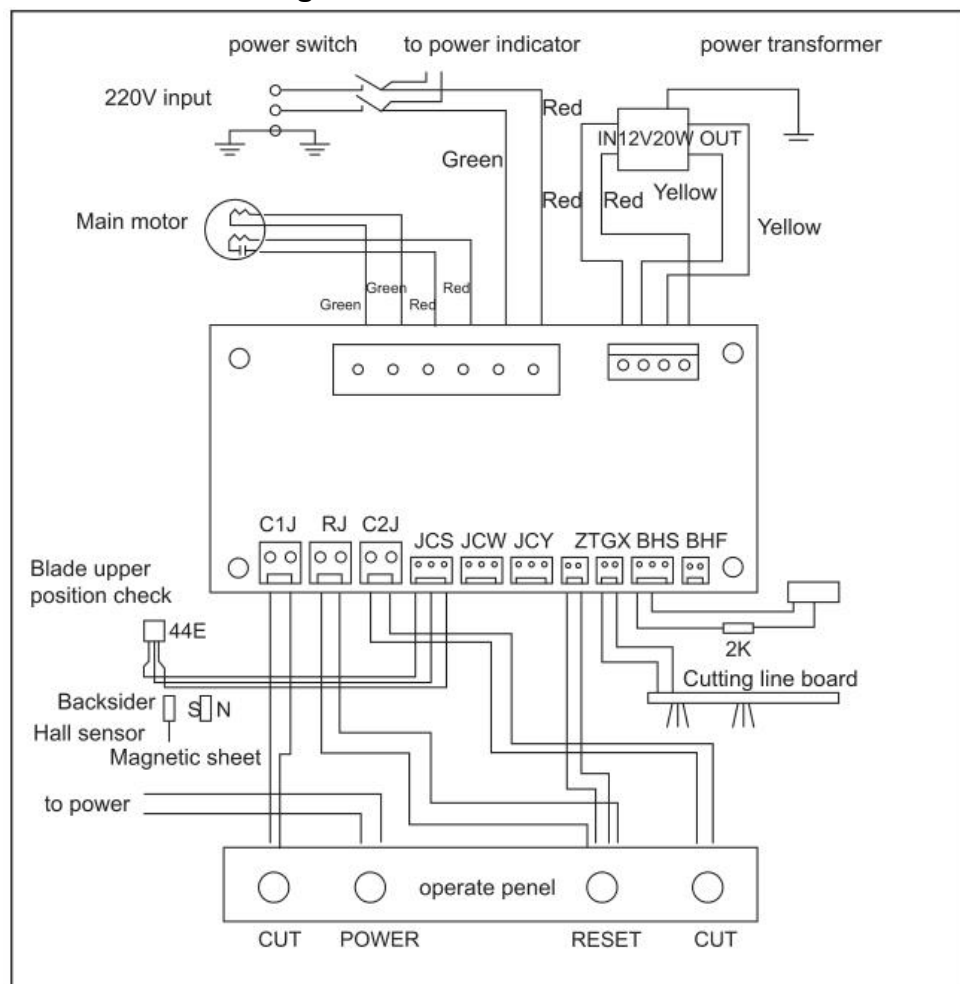 power switch
to power indicator
power transformer
220V input
Red
IN12V20W OUT
Green
Red
Red
Yellow
Yellow
Main motor
Green
Green
Red
Red
C1J RJ C2J JCS JCW JCY ZTGX BHS BHF
Blade upper
position check
44E
2K
Cutting line board
Backsider
S N
Hall sensor
Magnetic sheet
to power
operate penel
CUT POWER RESET CUT